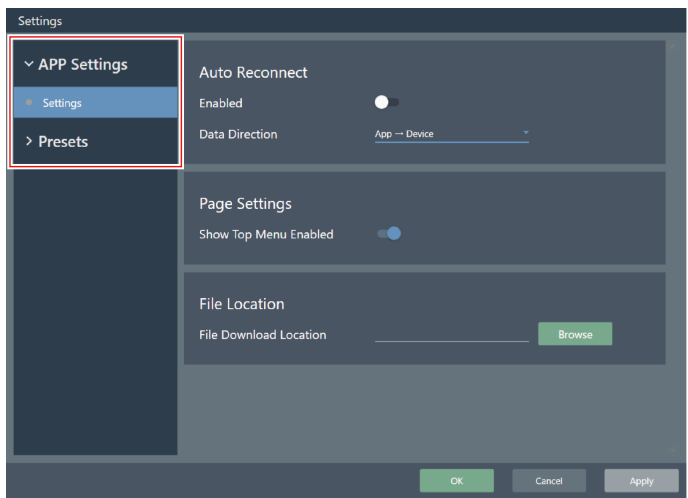 Settings
APP Settings
Settings
Presets
Auto Reconnect
Enabled
Data Direction
App → Device
Page Settings
Show Top Menu Enabled
File Location
File Download Location
Browse
OK
Cancel
Apply